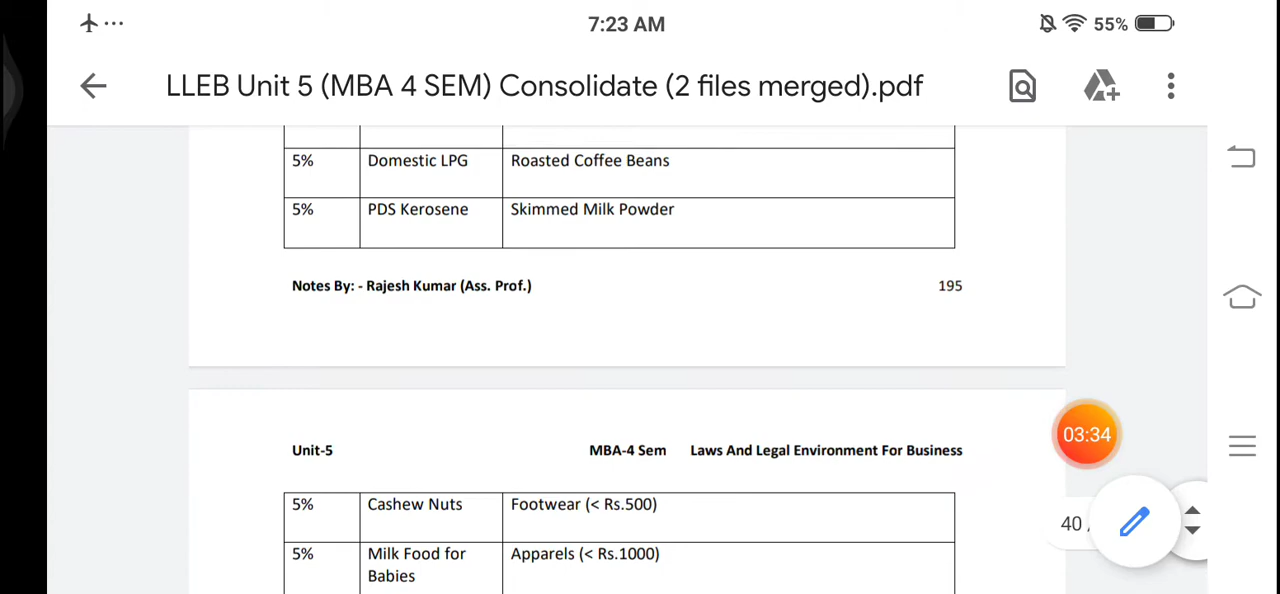 7:23 AM
55%
LLEB Unit 5 (MBA 4 SEM) Consolidate (2 files merged).pdf
5% Domestic LPG Roasted Coffee Beans
5% PDS Kerosene Skimmed Milk Powder
Notes By: - Rajesh Kumar (Ass. Prof.) 195
03:34
Unit-5 MBA-4 Sem Laws And Legal Environment For Business
5% Cashew Nuts Footwear (< Rs.500)
40 /
5% Milk Food for Apparels (< Rs.1000)
Babies